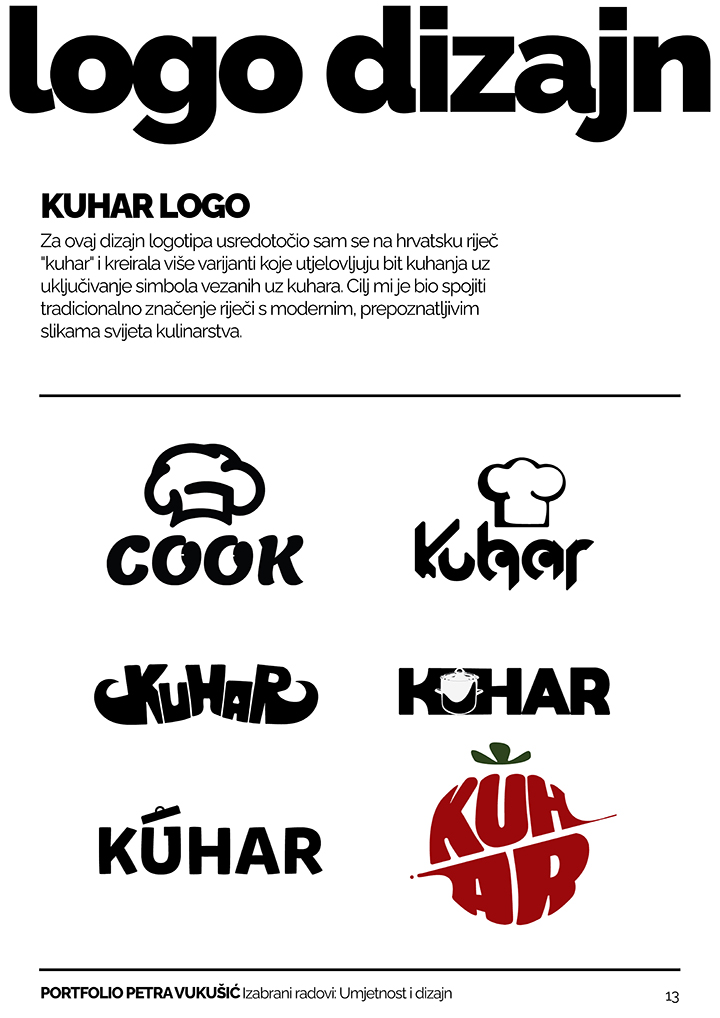 logo dizajn
KUHAR LOGO
Za ovaj dizajn logotipa usredotočio sam se na hrvatsku riječ
"kuhar" i kreirala više varijanti koje utjelovljuju bit kuhanja uz
uključivanje simbola vezanih uz kuhara. Cilj mi je bio spojiti
tradicionalno značenje riječi s modernim, prepoznatljivim
slikama svijeta kulinarstva.
COOK
Kuhar
KUHAR
KUHAR
KUHAR
KUH
AR
PORTFOLIO PETRA VUKUŠIĆ Izabrani radovi: Umjetnost i dizajn
13